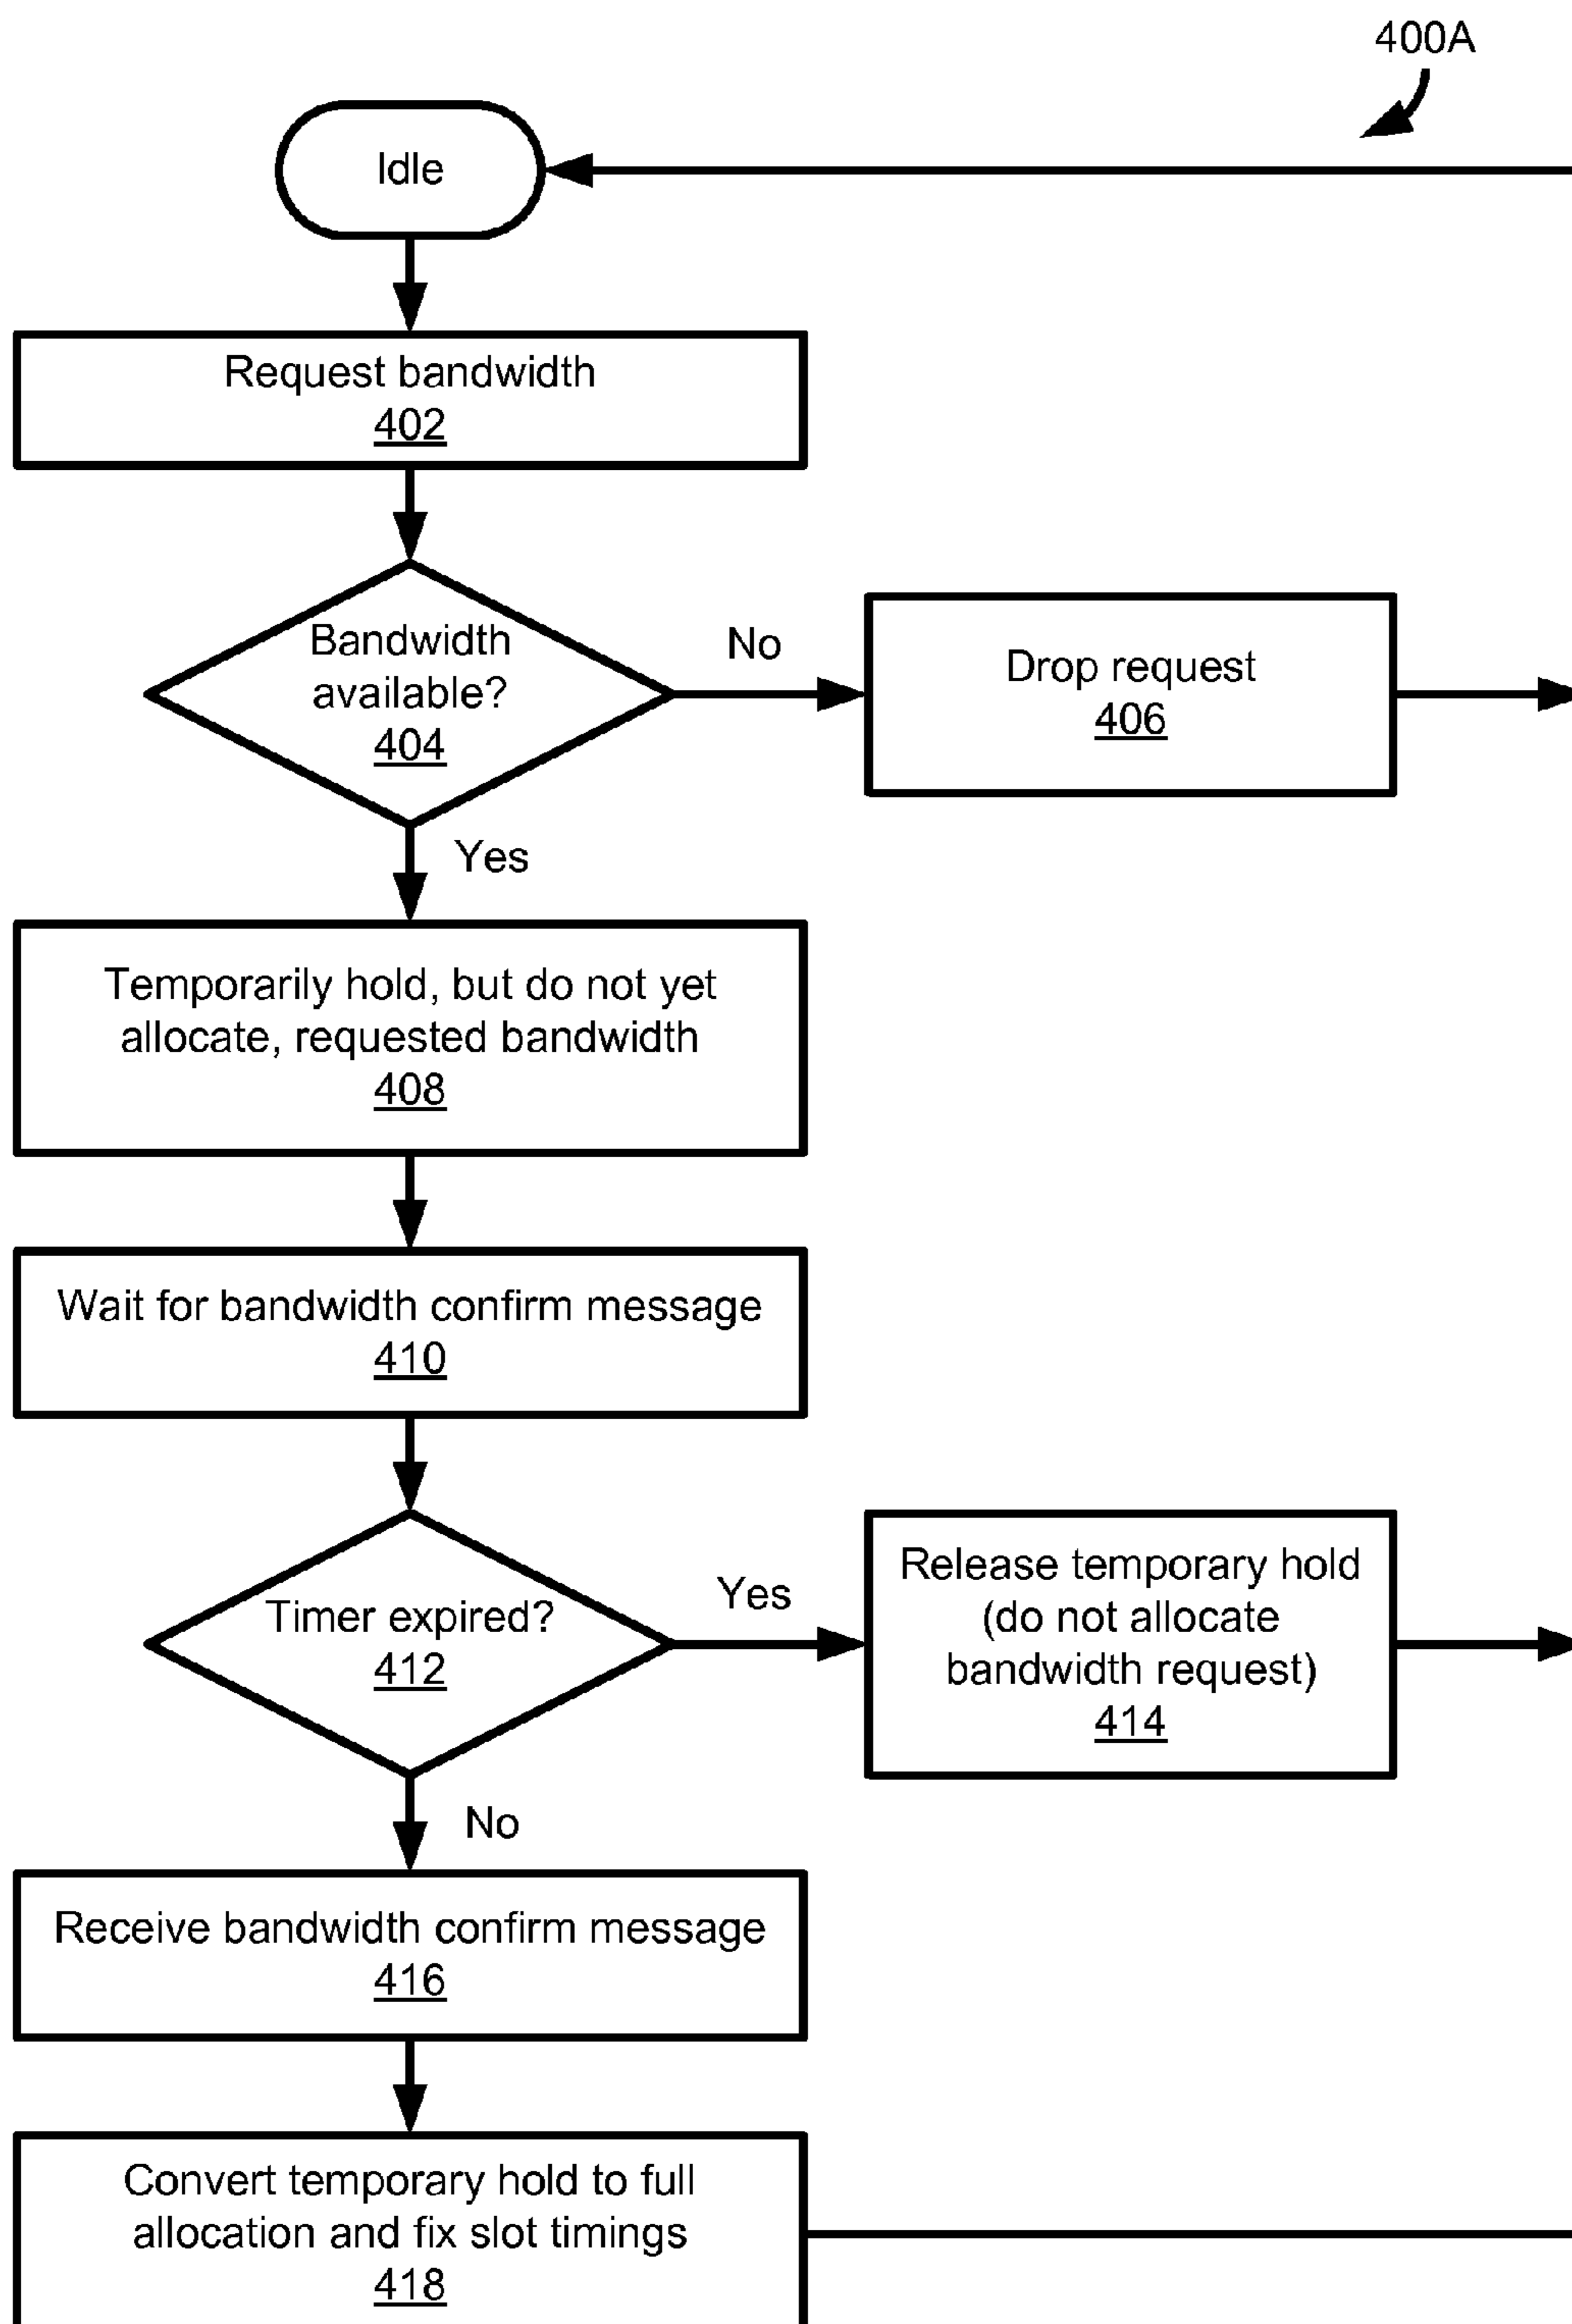 400A
Idle
Request bandwidth
402
Bandwidth
available?
404
No
Drop request
406
Yes
Temporarily hold, but do not yet
allocate, requested bandwidth
408
Wait for bandwidth confirm message
410
Timer expired?
412
Yes
Release temporary hold
(do not allocate
bandwidth request)
414
No
Receive bandwidth confirm message
416
Convert temporary hold to full
allocation and fix slot timings
418